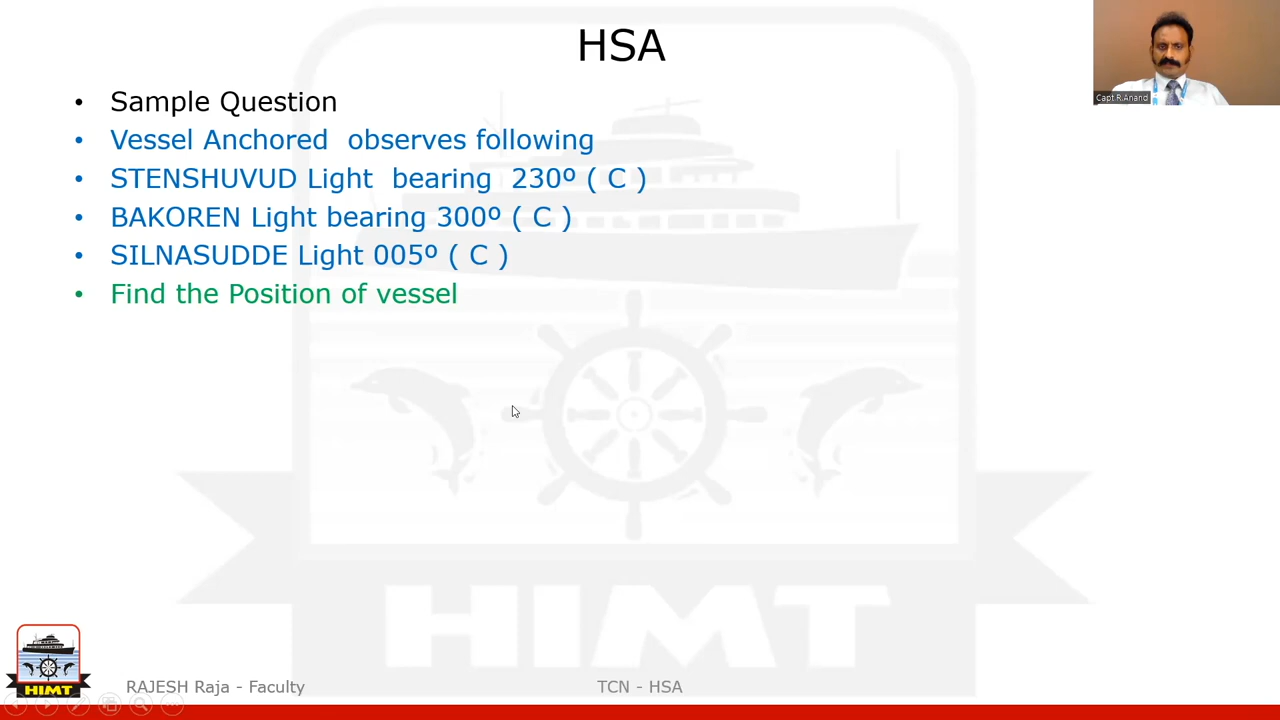 HSA
• Sample Question
• Vessel Anchored observes following
• STENSHUVUD Light bearing 230º ( C )
• BAKOREN Light bearing 300º ( C )
• SILNASUDDE Light 005º ( C )
• Find the Position of vessel
Capt R.Anand
HIMT
HIMT
RAJESH Raja - Faculty
TCN - HSA